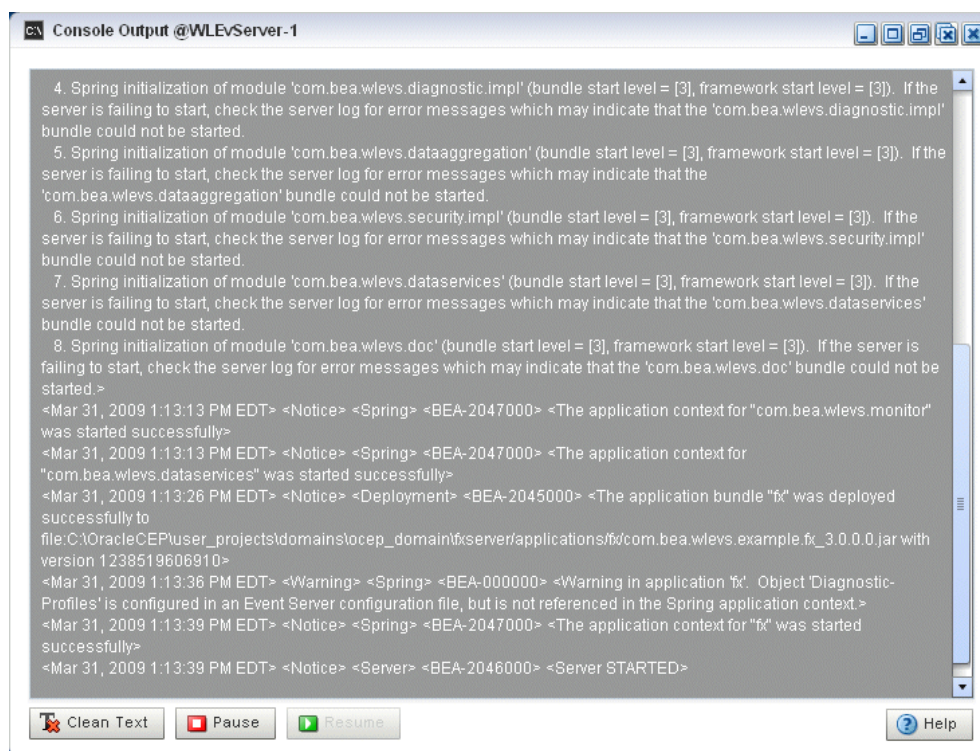 Console Output @WLEvServer-1
4. Spring initialization of module 'com.bea.wlevs.diagnostic.impl' (bundle start level = [3], framework start level = [3]).  If the
server is failing to start, check the server log for error messages which may indicate that the 'com.bea.wlevs.diagnostic.impl'
bundle could not be started.
5. Spring initialization of module 'com.bea.wlevs.dataaggregation' (bundle start level = [3], framework start level = [3]).  If the
server is failing to start, check the server log for error messages which may indicate that the
'com.bea.wlevs.dataaggregation' bundle could not be started.
6. Spring initialization of module 'com.bea.wlevs.security.impl' (bundle start level = [3], framework start level = [3]).  If the
server is failing to start, check the server log for error messages which may indicate that the 'com.bea.wlevs.security.impl'
bundle could not be started.
7. Spring initialization of module 'com.bea.wlevs.dataservices' (bundle start level = [3], framework start level = [3]).  If the
server is failing to start, check the server log for error messages which may indicate that the 'com.bea.wlevs.dataservices'
bundle could not be started.
8. Spring initialization of module 'com.bea.wlevs.doc' (bundle start level = [3], framework start level = [3]).  If the server is
failing to start, check the server log for error messages which may indicate that the 'com.bea.wlevs.doc' bundle could not be
started.>
<Mar 31, 2009 1:13:13 PM EDT> <Notice> <Spring> <BEA-2047000> <The application context for "com.bea.wlevs.monitor"
was started successfully>
<Mar 31, 2009 1:13:13 PM EDT> <Notice> <Spring> <BEA-2047000> <The application context for
"com.bea.wlevs.dataservices" was started successfully>
<Mar 31, 2009 1:13:26 PM EDT> <Notice> <Deployment> <BEA-2045000> <The application bundle "fx" was deployed
successfully to
file:C:\OracleCEP\user_projects\domains\ocep_domain\fxserver/applications/fx/com.bea.wlevs.example.fx_3.0.0.0.jar with
version 1238519606910>
<Mar 31, 2009 1:13:36 PM EDT> <Warning> <Spring> <BEA-000000> <Warning in application 'fx'.  Object 'Diagnostic-
Profiles' is configured in an Event Server configuration file, but is not referenced in the Spring application context.>
<Mar 31, 2009 1:13:39 PM EDT> <Notice> <Spring> <BEA-2047000> <The application context for "fx" was started
successfully>
<Mar 31, 2009 1:13:39 PM EDT> <Notice> <Server> <BEA-2046000> <Server STARTED>
Clean Text Pause Resume Help